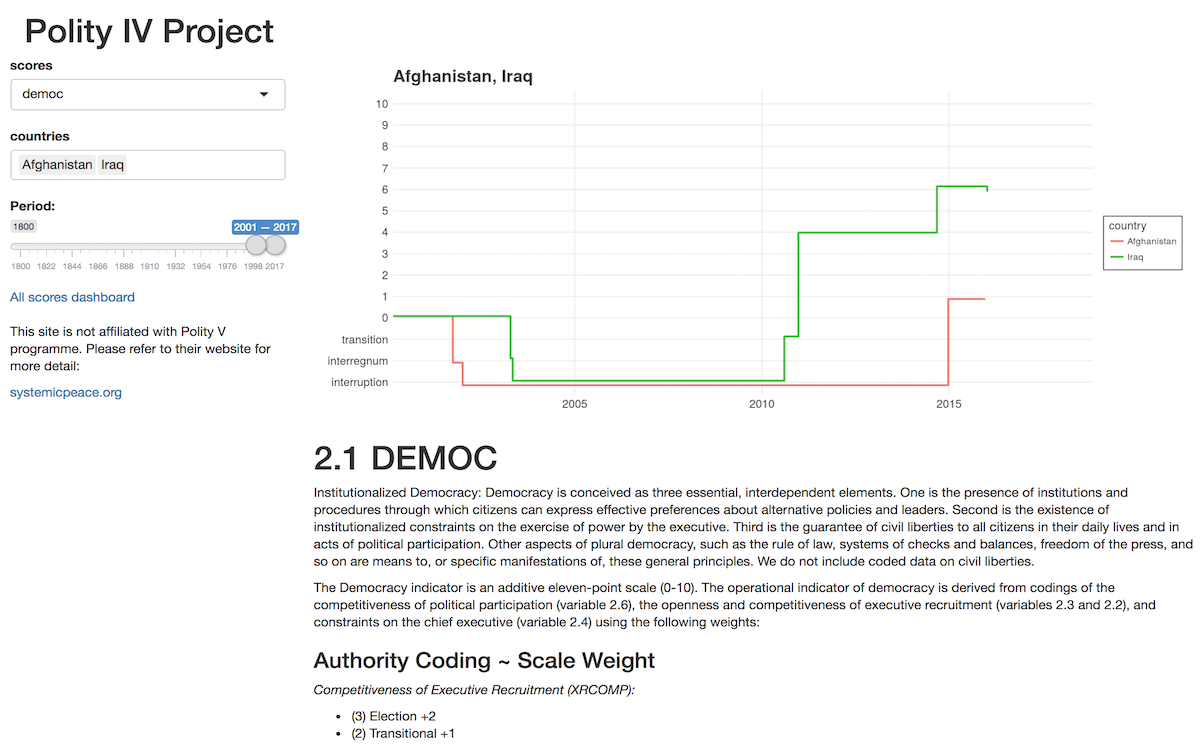 Polity IV Project
scores
democ
countries
Afghanistan Iraq
Period:
1800
2001 — 2017
1800 1822 1844 1866 1888 1910 1932 1954 1976 1998 2017
All scores dashboard
This site is not affiliated with Polity V
programme. Please refer to their website for
more detail:
systemicpeace.org
Afghanistan, Iraq
10
9
8
7
6
5
4
3
2
1
0
transition
interregnum
interruption
2005 2010 2015
country
Afghanistan
Iraq
2.1 DEMOC
Institutionalized Democracy: Democracy is conceived as three essential, interdependent elements. One is the presence of institutions and
procedures through which citizens can express effective preferences about alternative policies and leaders. Second is the existence of
institutionalized constraints on the exercise of power by the executive. Third is the guarantee of civil liberties to all citizens in their daily lives and in
acts of political participation. Other aspects of plural democracy, such as the rule of law, systems of checks and balances, freedom of the press, and
so on are means to, or specific manifestations of, these general principles. We do not include coded data on civil liberties.
The Democracy indicator is an additive eleven-point scale (0-10). The operational indicator of democracy is derived from codings of the
competitiveness of political participation (variable 2.6), the openness and competitiveness of executive recruitment (variables 2.3 and 2.2), and
constraints on the chief executive (variable 2.4) using the following weights:
Authority Coding ~ Scale Weight
Competitiveness of Executive Recruitment (XRCOMP):
• (3) Election +2
• (2) Transitional +1